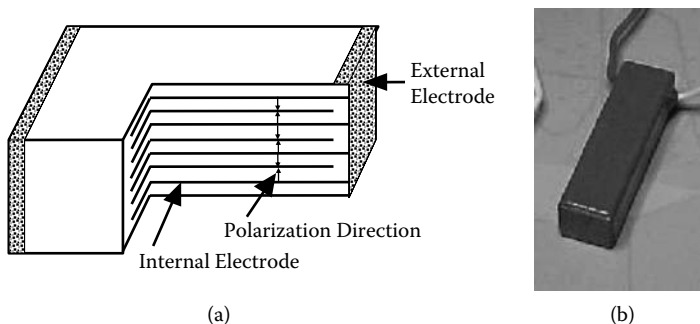 External
Electrode
Polarization Direction
Internal Electrode
(a)
(b)